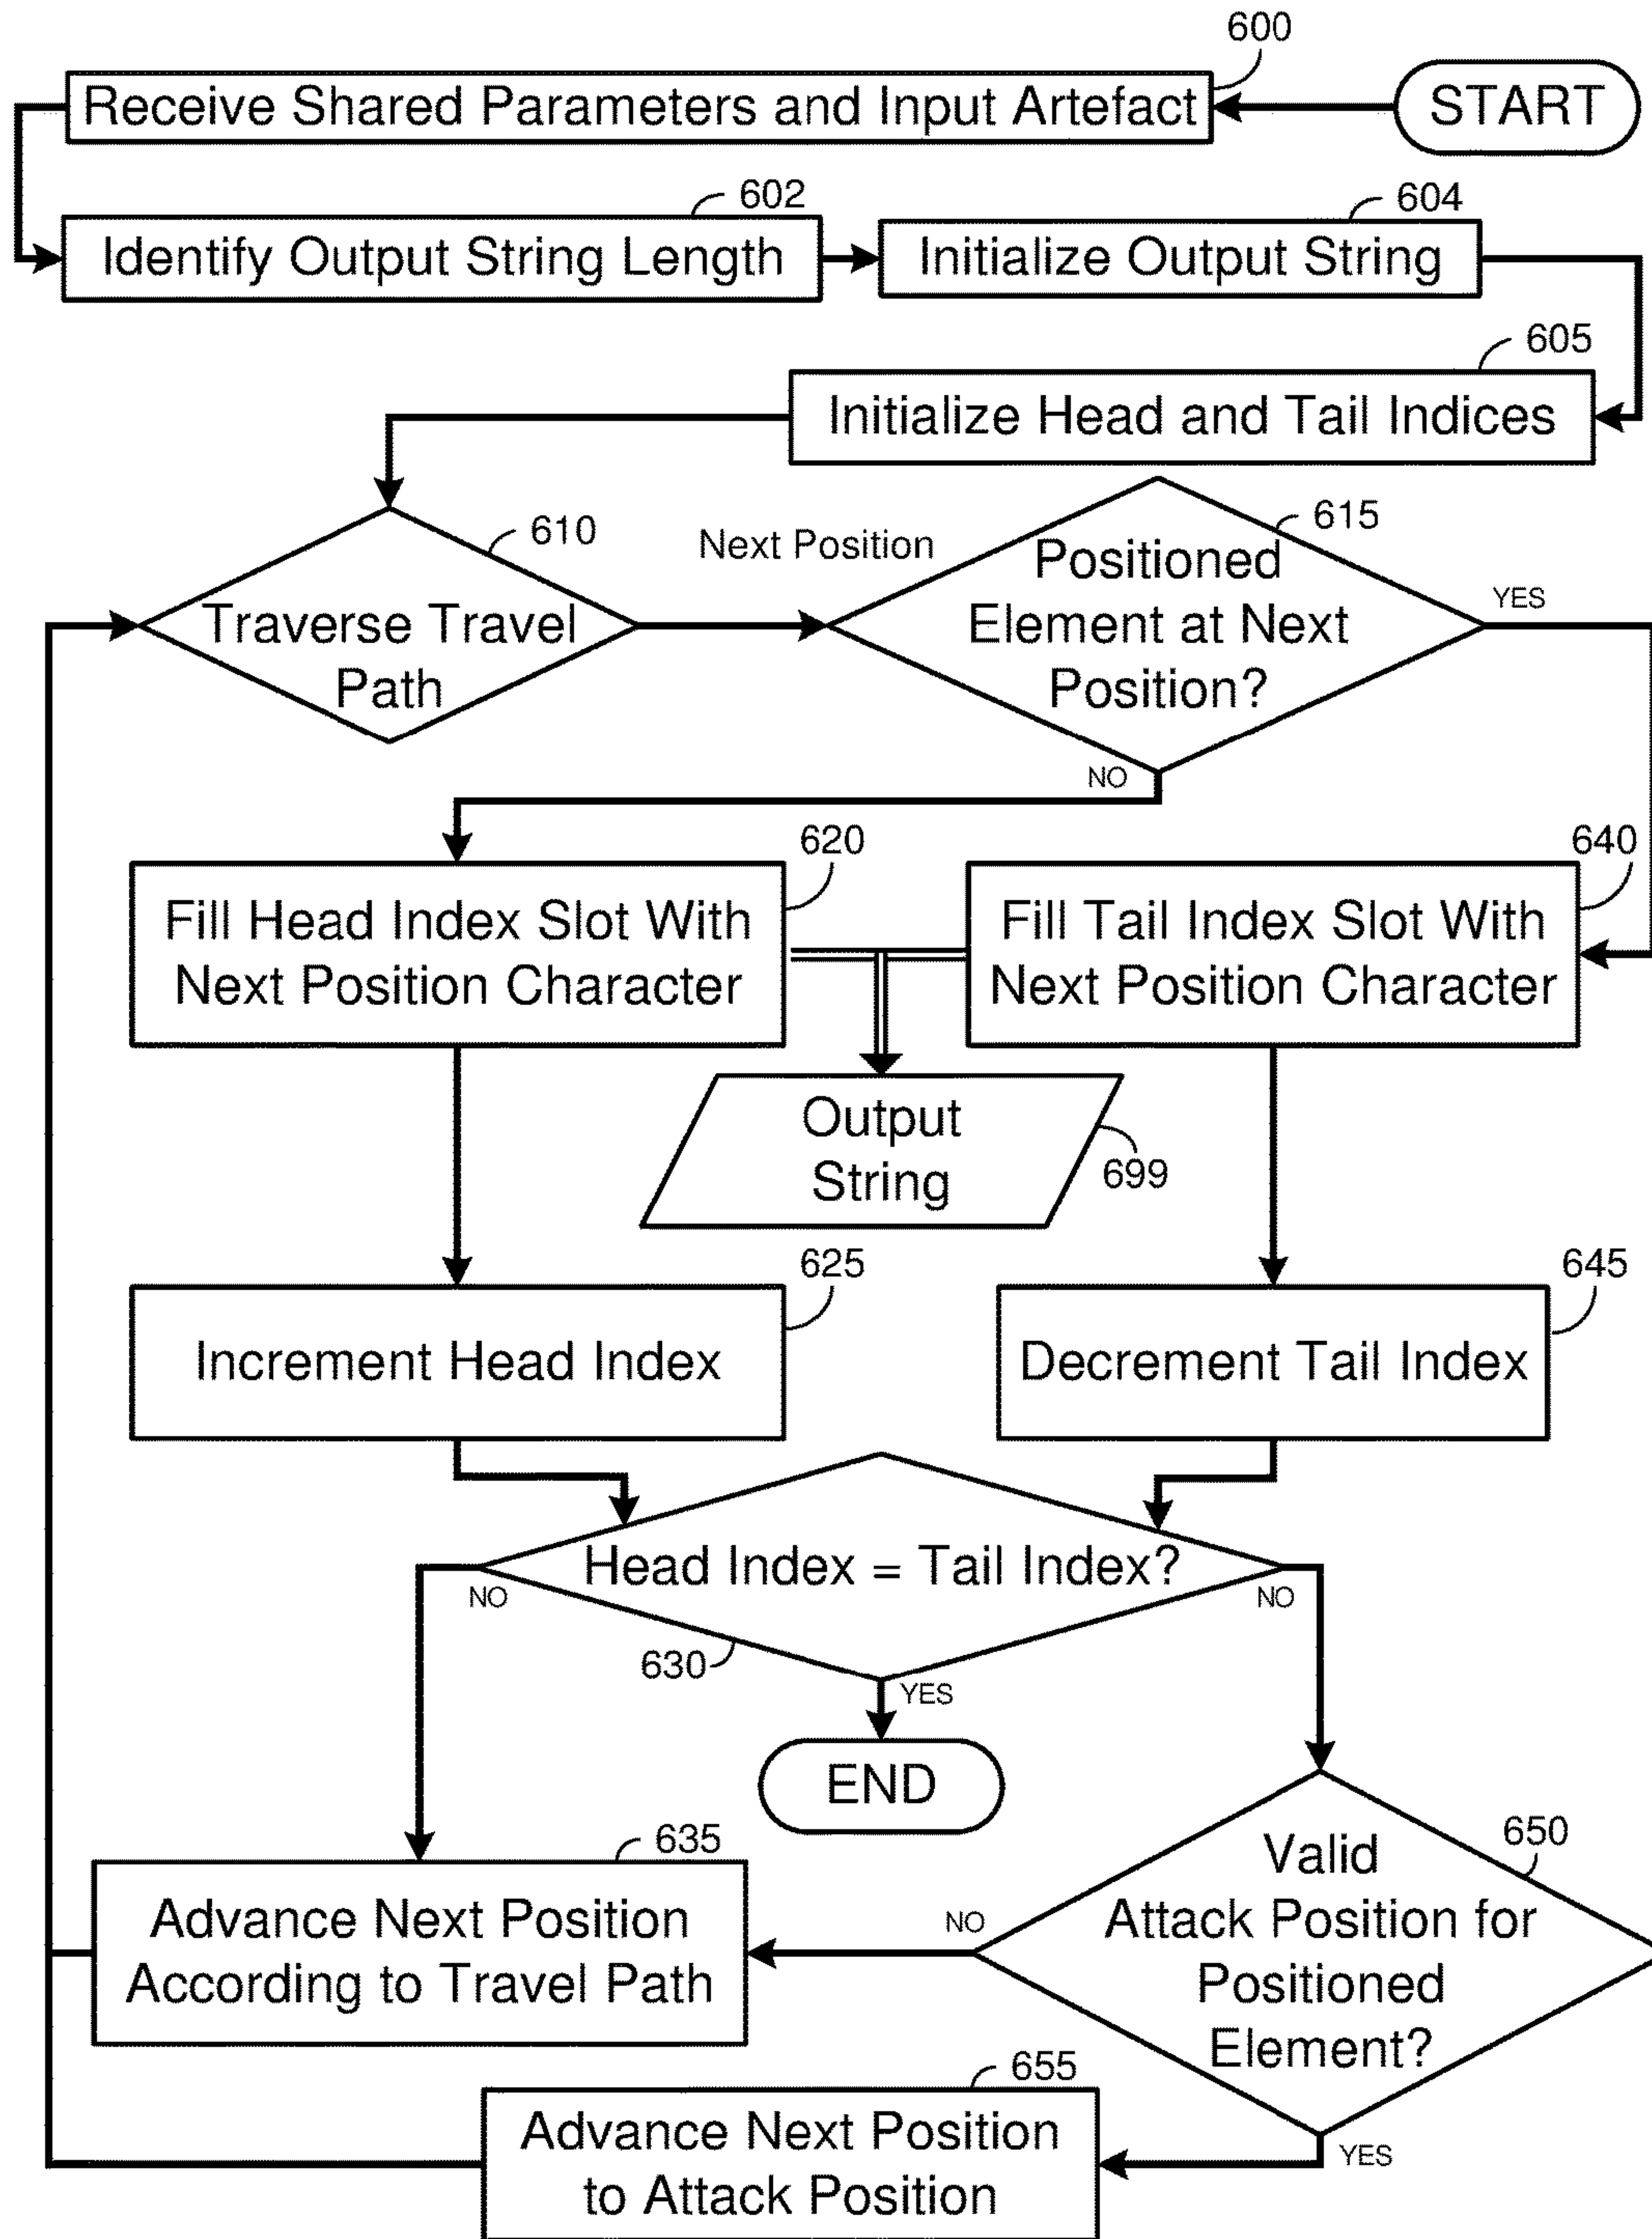 600
Receive Shared Parameters and Input Artefact
START
602
604
Identify Output String Length
Initialize Output String
605
Initialize Head and Tail Indices
610
Traverse Travel
Path
Next Position
615
Positioned
Element at Next
Position?
YES
NO
620
Fill Head Index Slot With
Next Position Character
640
Fill Tail Index Slot With
Next Position Character
Output
String
699
625
Increment Head Index
645
Decrement Tail Index
Head Index = Tail Index?
NO
NO
630
YES
END
635
Advance Next Position
According to Travel Path
650
Valid
Attack Position for
Positioned
Element?
NO
YES
655
Advance Next Position
to Attack Position